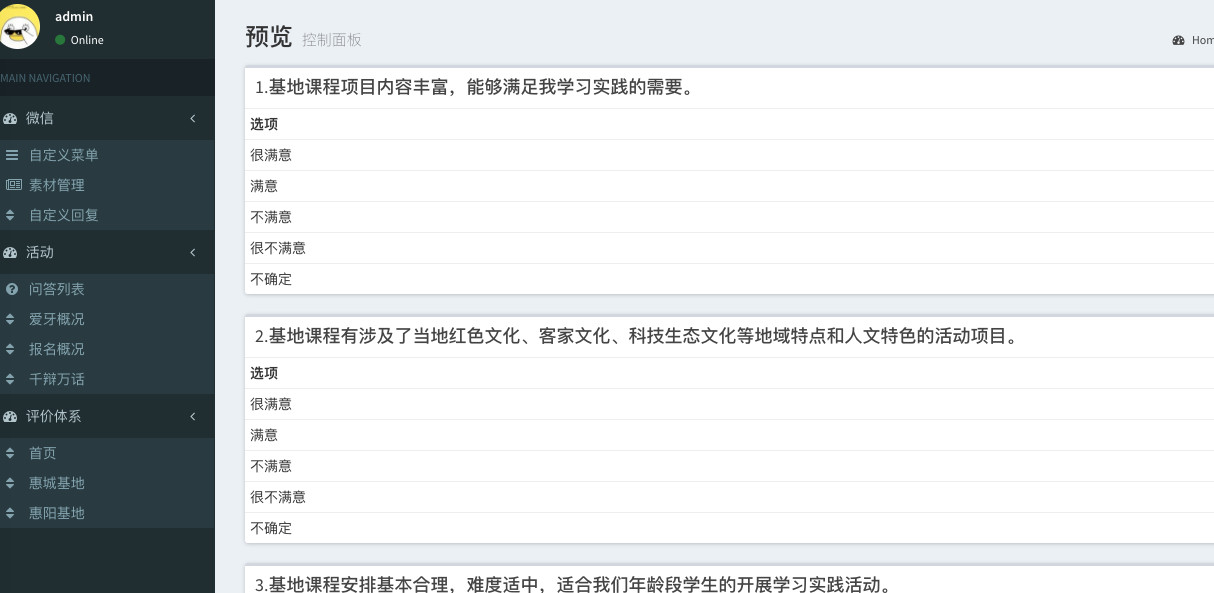 admin
Online
MAIN NAVIGATION
微信
自定义菜单
素材管理
自定义回复
活动
问答列表
爱牙概况
报名概况
千辩万话
评价体系
首页
惠城基地
惠阳基地
预览 控制面板
Hom
1.基地课程项目内容丰富，能够满足我学习实践的需要。
选项
很满意
满意
不满意
很不满意
不确定
2.基地课程有涉及了当地红色文化、客家文化、科技生态文化等地域特点和人文特色的活动项目。
选项
很满意
满意
不满意
很不满意
不确定
3.基地课程安排基本合理，难度适中，适合我们年龄段学生的开展学习实践活动。